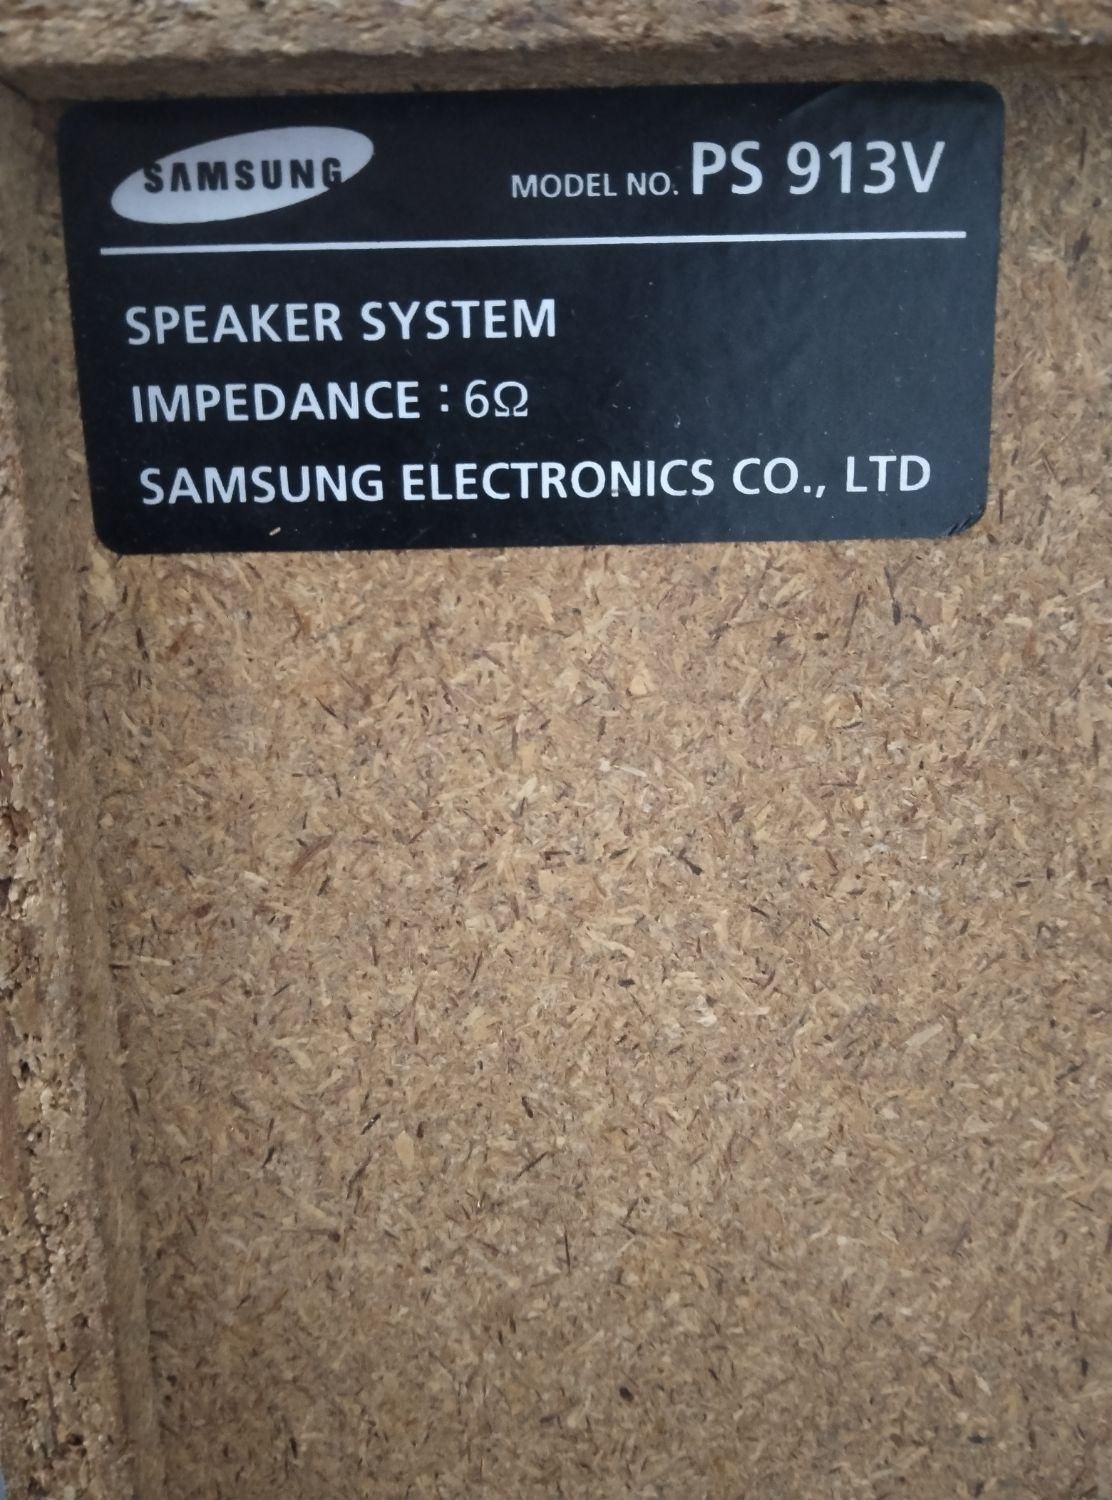 SAMSUNG
MODEL NO. PS 913V
SPEAKER SYSTEM
IMPEDANCE : 6Ω
SAMSUNG ELECTRONICS CO., LTD